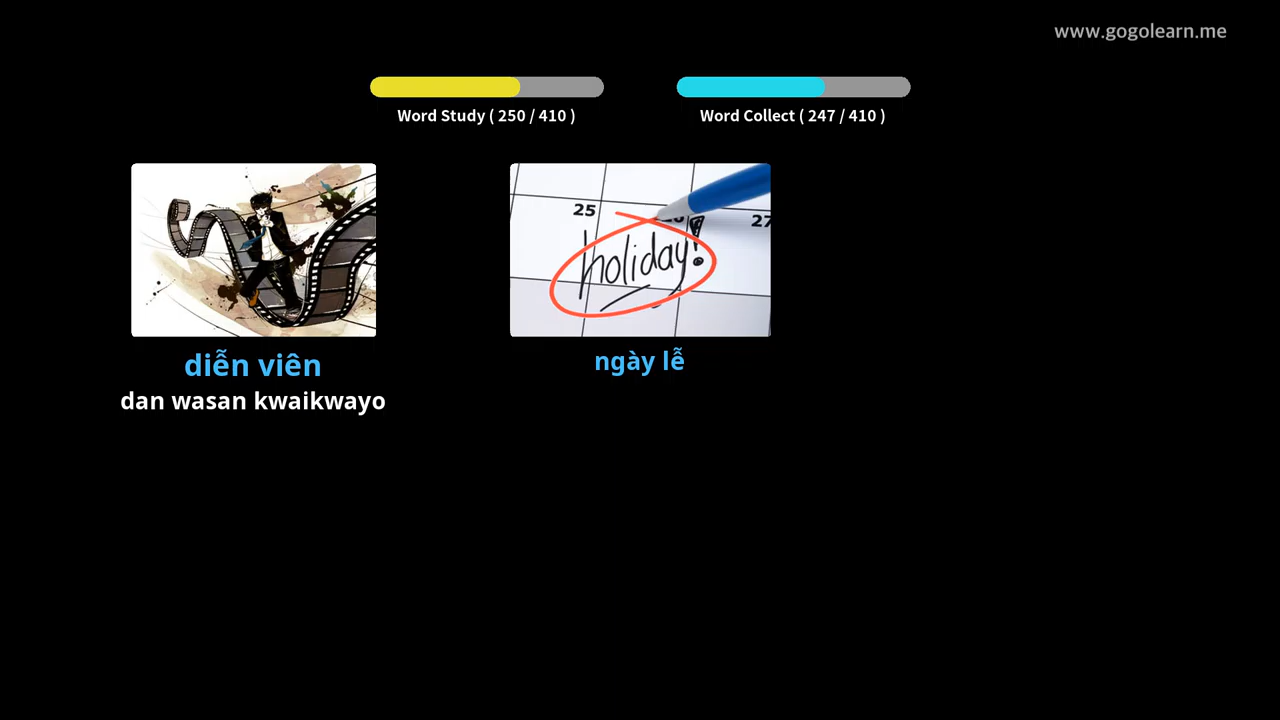 www.gogolearn.me
Word Study ( 250 / 410 )
Word Collect ( 247 / 410 )
25
27
holiday!
diễn viên
dan wasan kwaikwayo
ngày lễ